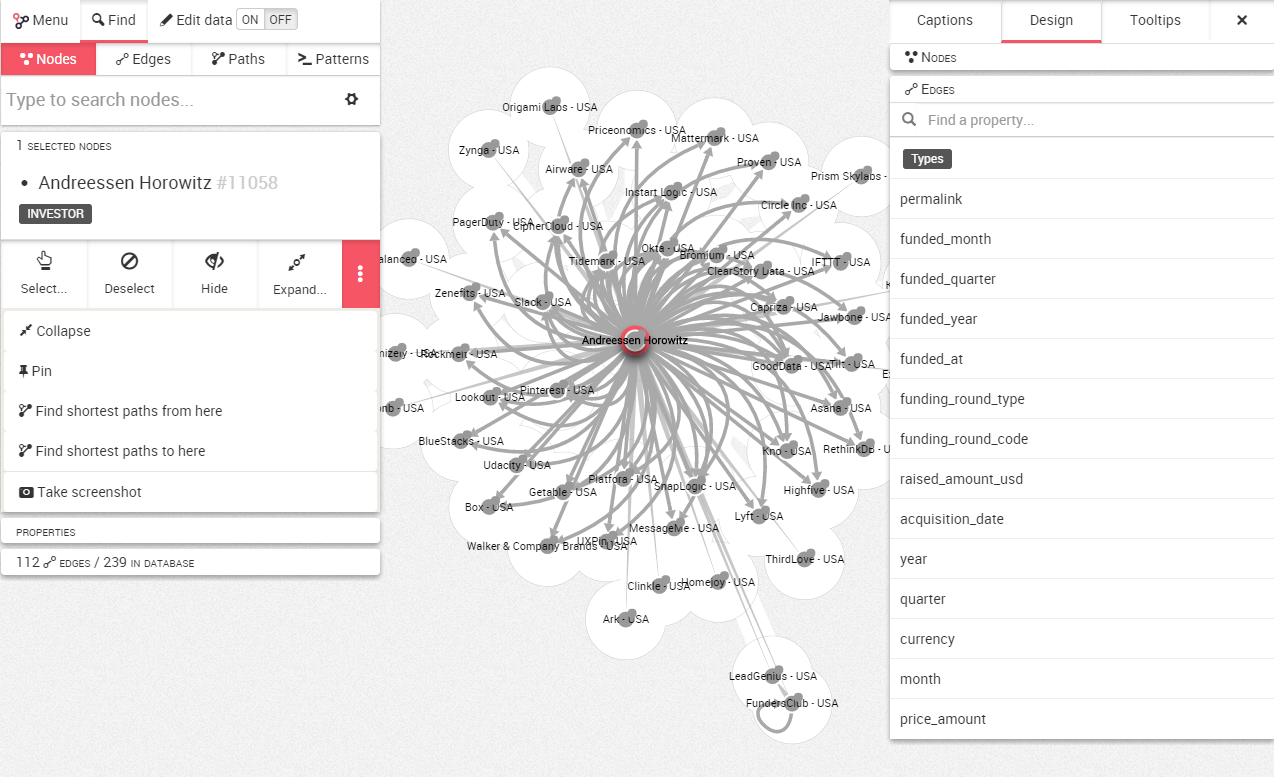 Menu
Find
Edit data ON OFF
Nodes
Edges
Paths
Patterns
Type to search nodes...
1 SELECTED NODES
• Andreessen Horowitz #11058
INVESTOR
Select...
Deselect
Hide
Expand...
Collapse
Pin
Find shortest paths from here
Find shortest paths to here
Take screenshot
PROPERTIES
112 EDGES / 239 IN DATABASE
Origami Labs - USA
Priceonomics - USA
Mattermark - USA
Zynga - USA
Airware - USA
Proven - USA
Prism Skylabs -
Instart Logic - USA
Circle Inc - USA
PagerDuty - USA
CipherCloud - USA
Okta - USA
Bromium - USA
- USA
Tidemark - USA
ClearStory Data - USA
IFTTT - USA
Zenefits - USA
Slack - USA
Capriza - USA
Jawbone - USA
Andreessen Horowitz
- USA
Rockmelt - USA
GoodData - USA
Tilt - USA
Pinterest - USA
Lookout - USA
- USA
Asana - USA
BlueStacks - USA
Kno - USA
RethinkDB - U
Udacity - USA
Platfora - USA
SnapLogic - USA
Getable - USA
Highfive - USA
Box - USA
Lyft - USA
MessageMe - USA
UXPin - USA
Walker & Company Brands - USA
ThirdLove - USA
Clinkle - USA
Homejoy - USA
Ark - USA
LeadGenius - USA
FundersClub - USA
Captions
Design
Tooltips
NODES
EDGES
Find a property...
Types
permalink
funded_month
funded_quarter
funded_year
funded_at
funding_round_type
funding_round_code
raised_amount_usd
acquisition_date
year
quarter
currency
month
price_amount